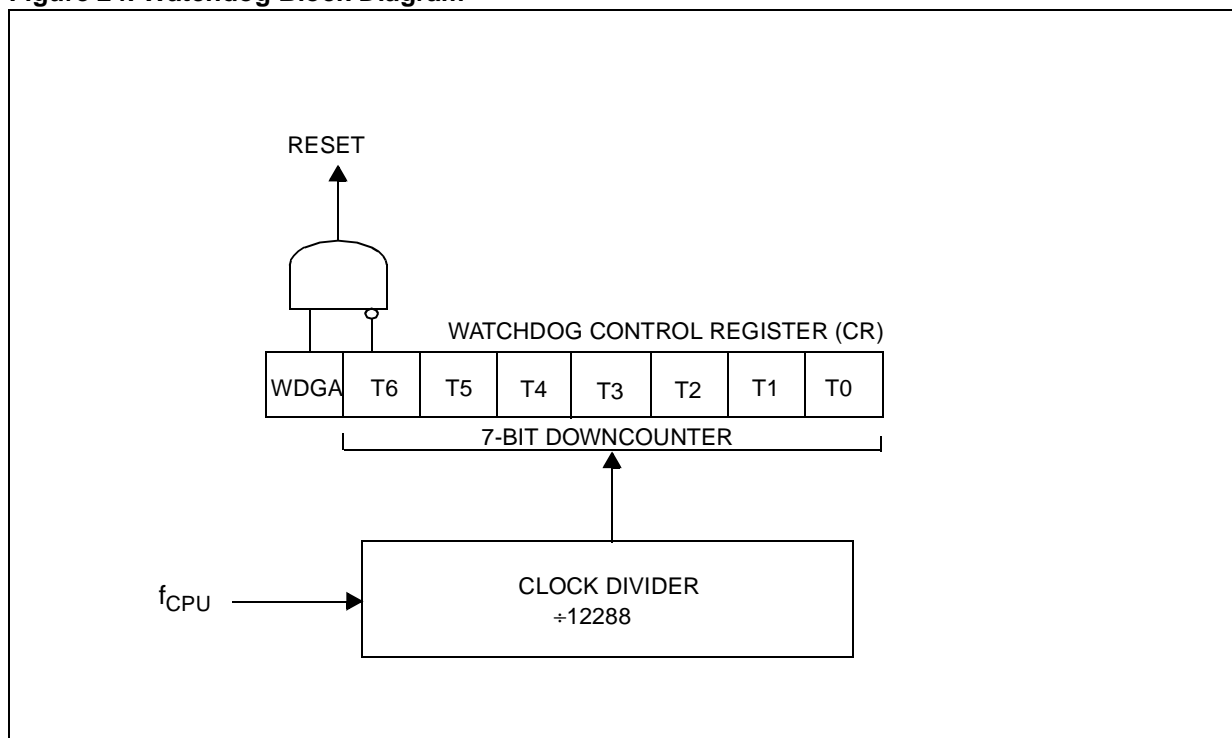 Figure Watchdog Block Diagram
RESET
WATCHDOG CONTROL REGISTER (CR)
WDGA T6 T5 T4 T3 T2 T1 T0
7-BIT DOWNCOUNTER
fCPU
CLOCK DIVIDER
÷12288